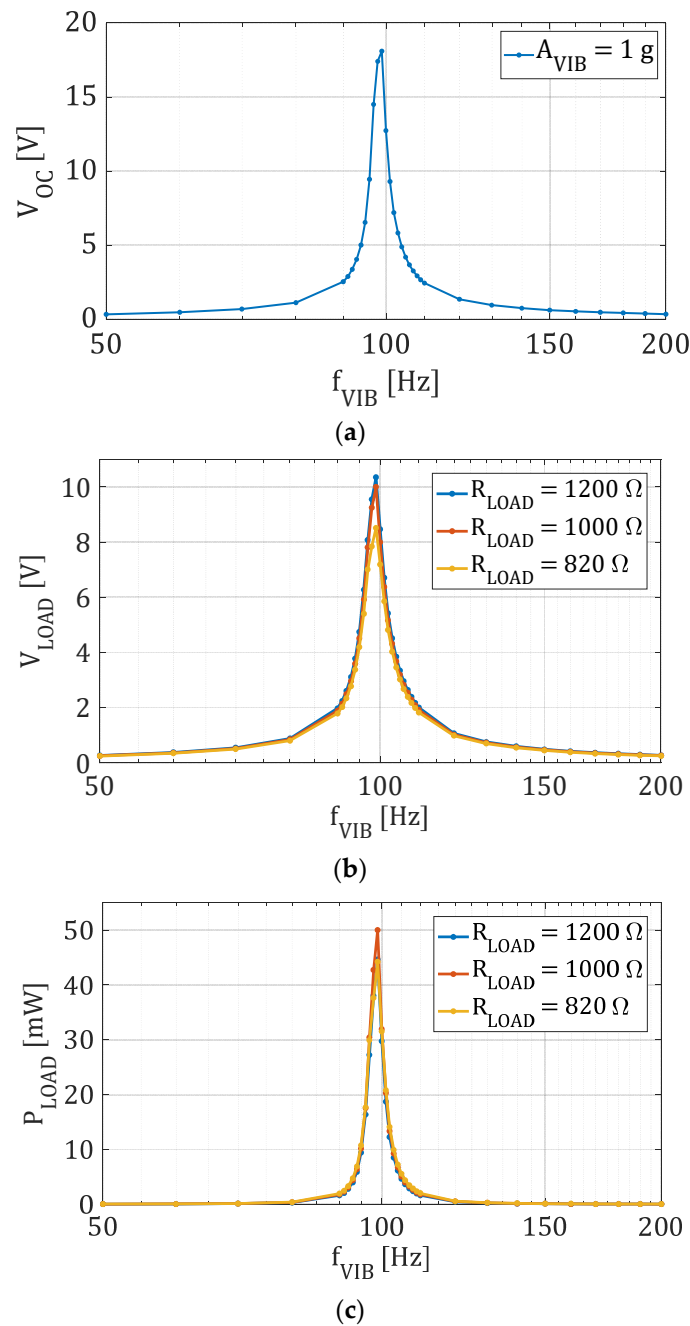 20
15
10
5
0
V_OC [V]
A_VIB = 1 g
50
100
150
200
f_VIB [Hz]
(a)
10
8
6
4
2
0
V_LOAD [V]
R_LOAD = 1200 Ω
R_LOAD = 1000 Ω
R_LOAD = 820 Ω
50
100
150
200
f_VIB [Hz]
(b)
50
40
30
20
10
0
P_LOAD [mW]
R_LOAD = 1200 Ω
R_LOAD = 1000 Ω
R_LOAD = 820 Ω
50
100
150
200
f_VIB [Hz]
(c)